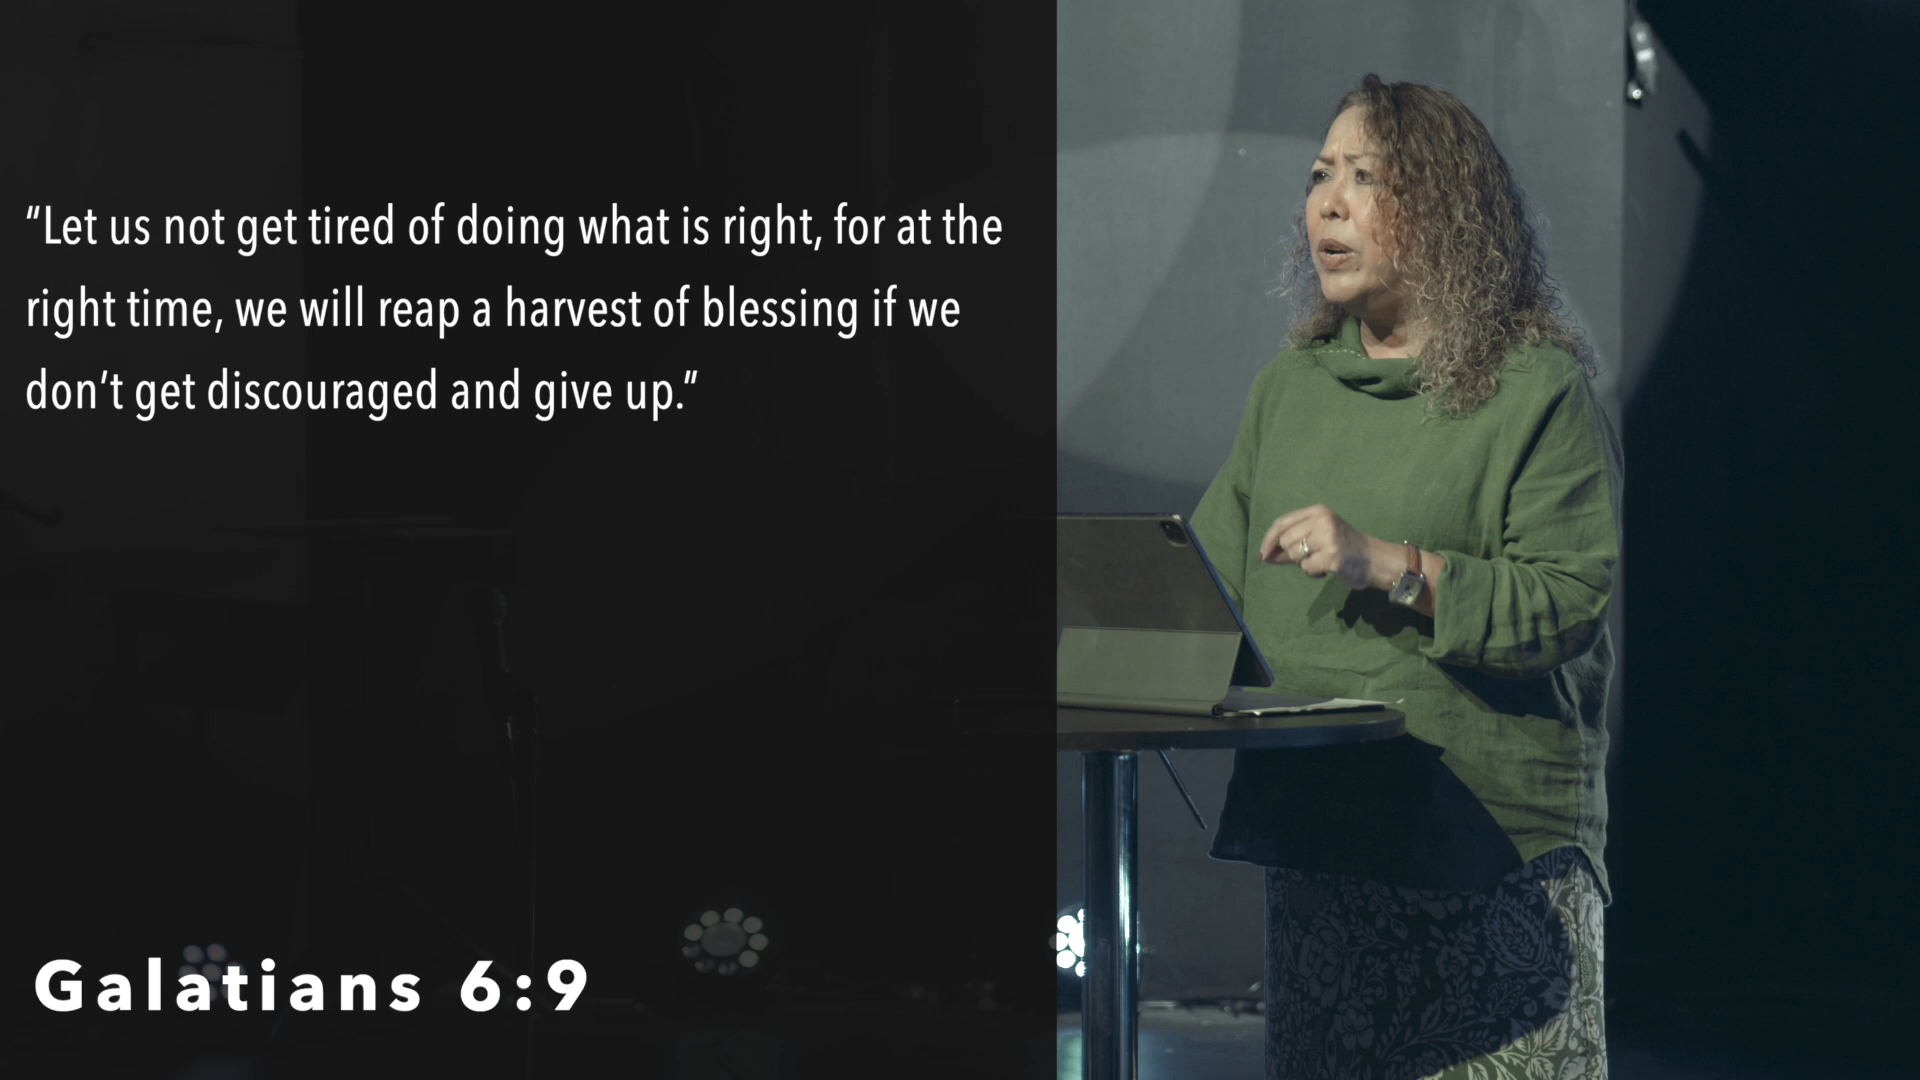 “Let us not get tired of doing what is right, for at the
right time, we will reap a harvest of blessing if we
don’t get discouraged and give up.”
Galatians 6:9